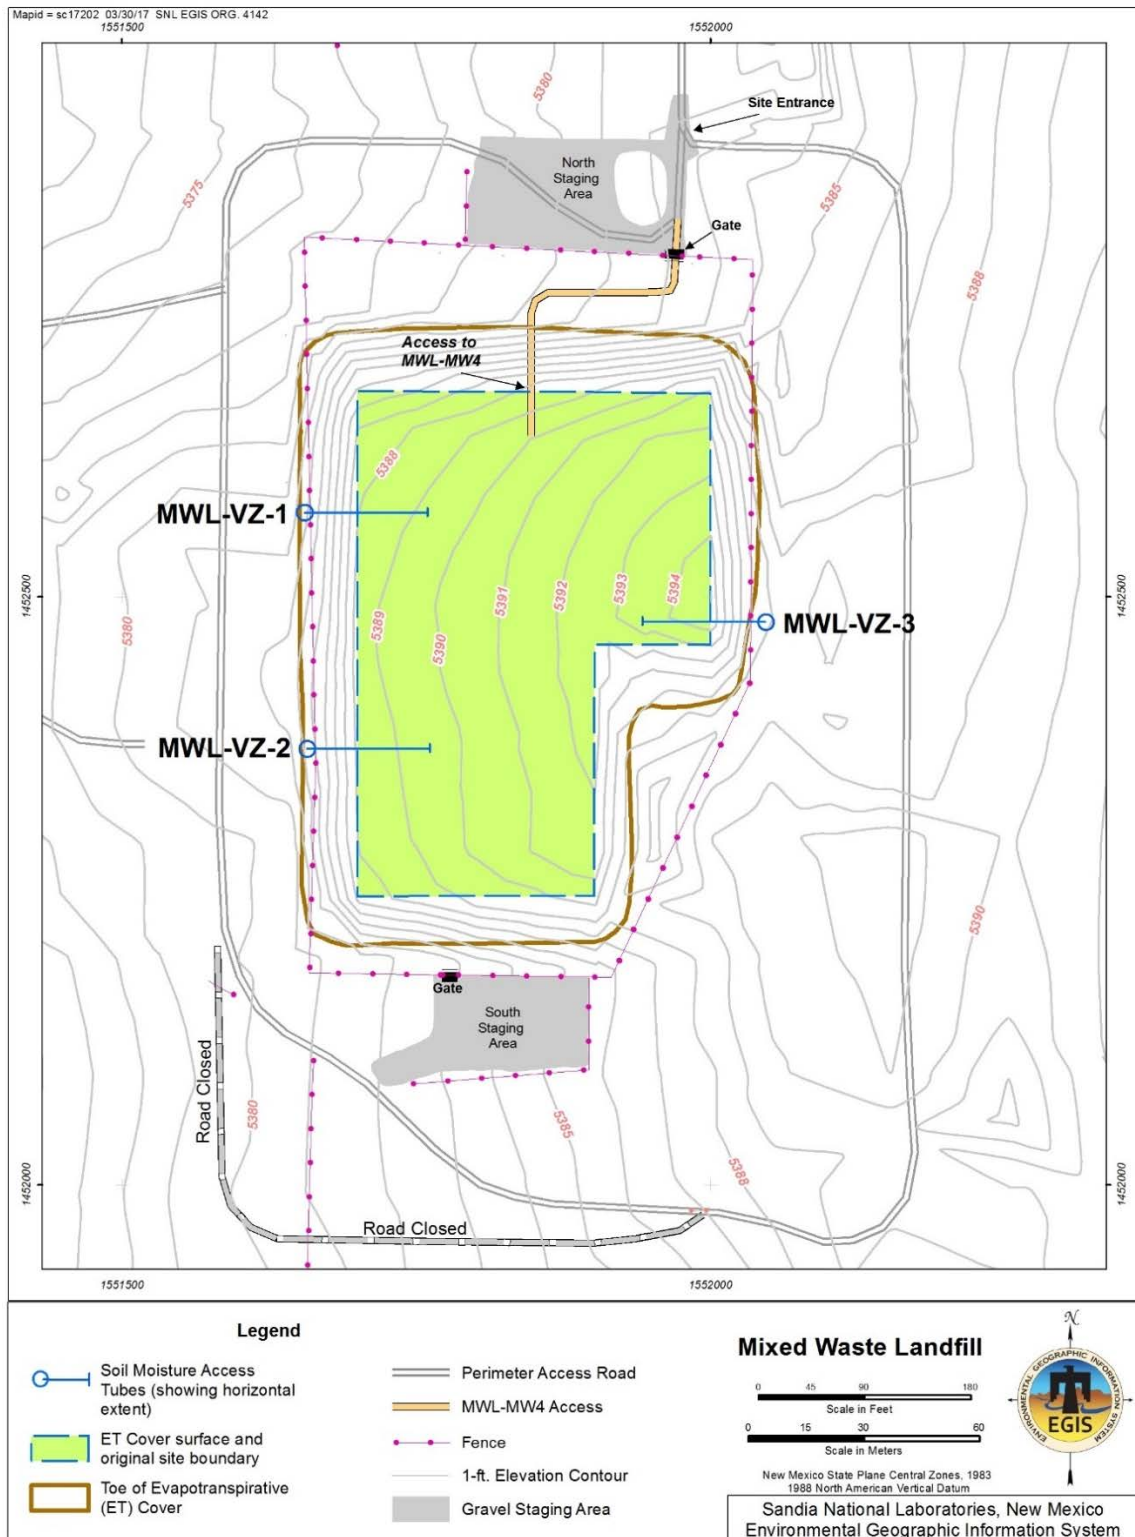 Mapid = sc17202 03/30/17 SNL EGIS ORG. 4142
1551500
1552000
5380
Site Entrance
North
Staging
Area
5375
5385
Gate
5388
Access to
MWL-MW4
5388
MWL-VZ-1
5394
5393
5392
5391
1452500
1452500
5380
5389
5390
MWL-VZ-3
MWL-VZ-2
5390
Gate
South
Staging
Area
Road Closed
5380
5385
5388
1452000
1452000
Road Closed
1551500
1552000
Legend
Soil Moisture Access
Tubes (showing horizontal
extent)
ET Cover surface and
original site boundary
Toe of Evapotranspirative
(ET) Cover
Perimeter Access Road
MWL-MW4 Access
Fence
1-ft. Elevation Contour
Gravel Staging Area
Mixed Waste Landfill
0 45 90 180
Scale in Feet
0 15 30 60
Scale in Meters
New Mexico State Plane Central Zones, 1983
1988 North American Vertical Datum
N
ENVIRONMENTAL GEOGRAPHIC INFORMATION SYSTEM
EGIS
Sandia National Laboratories, New Mexico
Environmental Geographic Information System